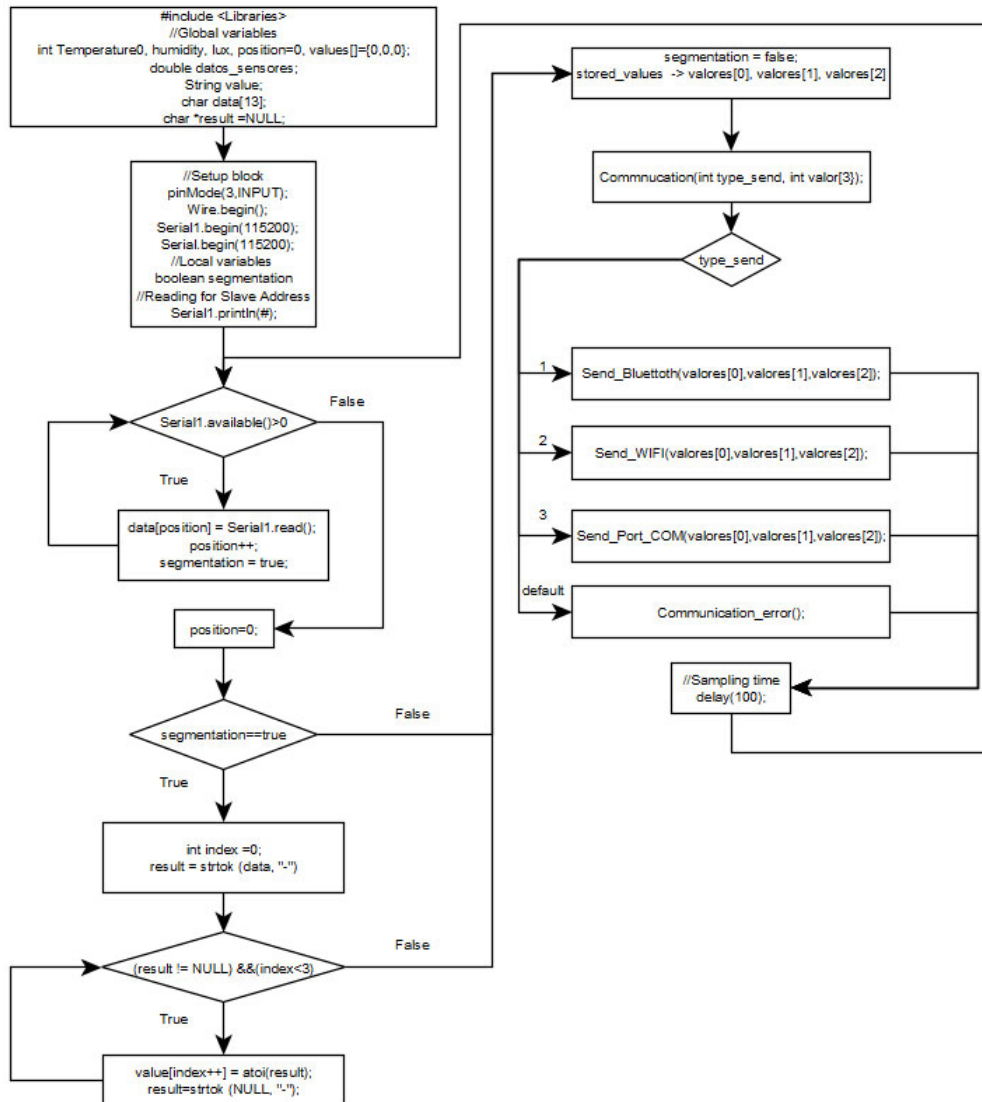 #include <Libraries>
//Global variables
int Temperature0, humidity, lux, position=0, values[]={0,0,0};
double datos_sensores;
String value;
char data[13];
char *result =NULL;
//Setup block
pinMode(3,INPUT);
Wire.begin();
Serial1.begin(115200);
Serial.begin(115200);
//Local variables
boolean segmentation
//Reading for Slave Address
Serial1.println(#);
Serial1.available()>0
False
True
data[position] = Serial1.read();
position++;
segmentation = true;
position=0;
segmentation==true
False
True
int index =0;
result = strtok (data, "-")
(result != NULL) &&(index<3)
False
True
value[index++] = atoi(result);
result=strtok (NULL, "-");
segmentation = false;
stored_values -> valores[0], valores[1], valores[2]
Commnucation(int type_send, int valor[3});
type_send
1
Send_Bluettoth(valores[0],valores[1],valores[2]);
2
Send_WIFI(valores[0],valores[1],valores[2]);
3
Send_Port_COM(valores[0],valores[1],valores[2]);
default
Communication_error();
//Sampling time
delay(100);